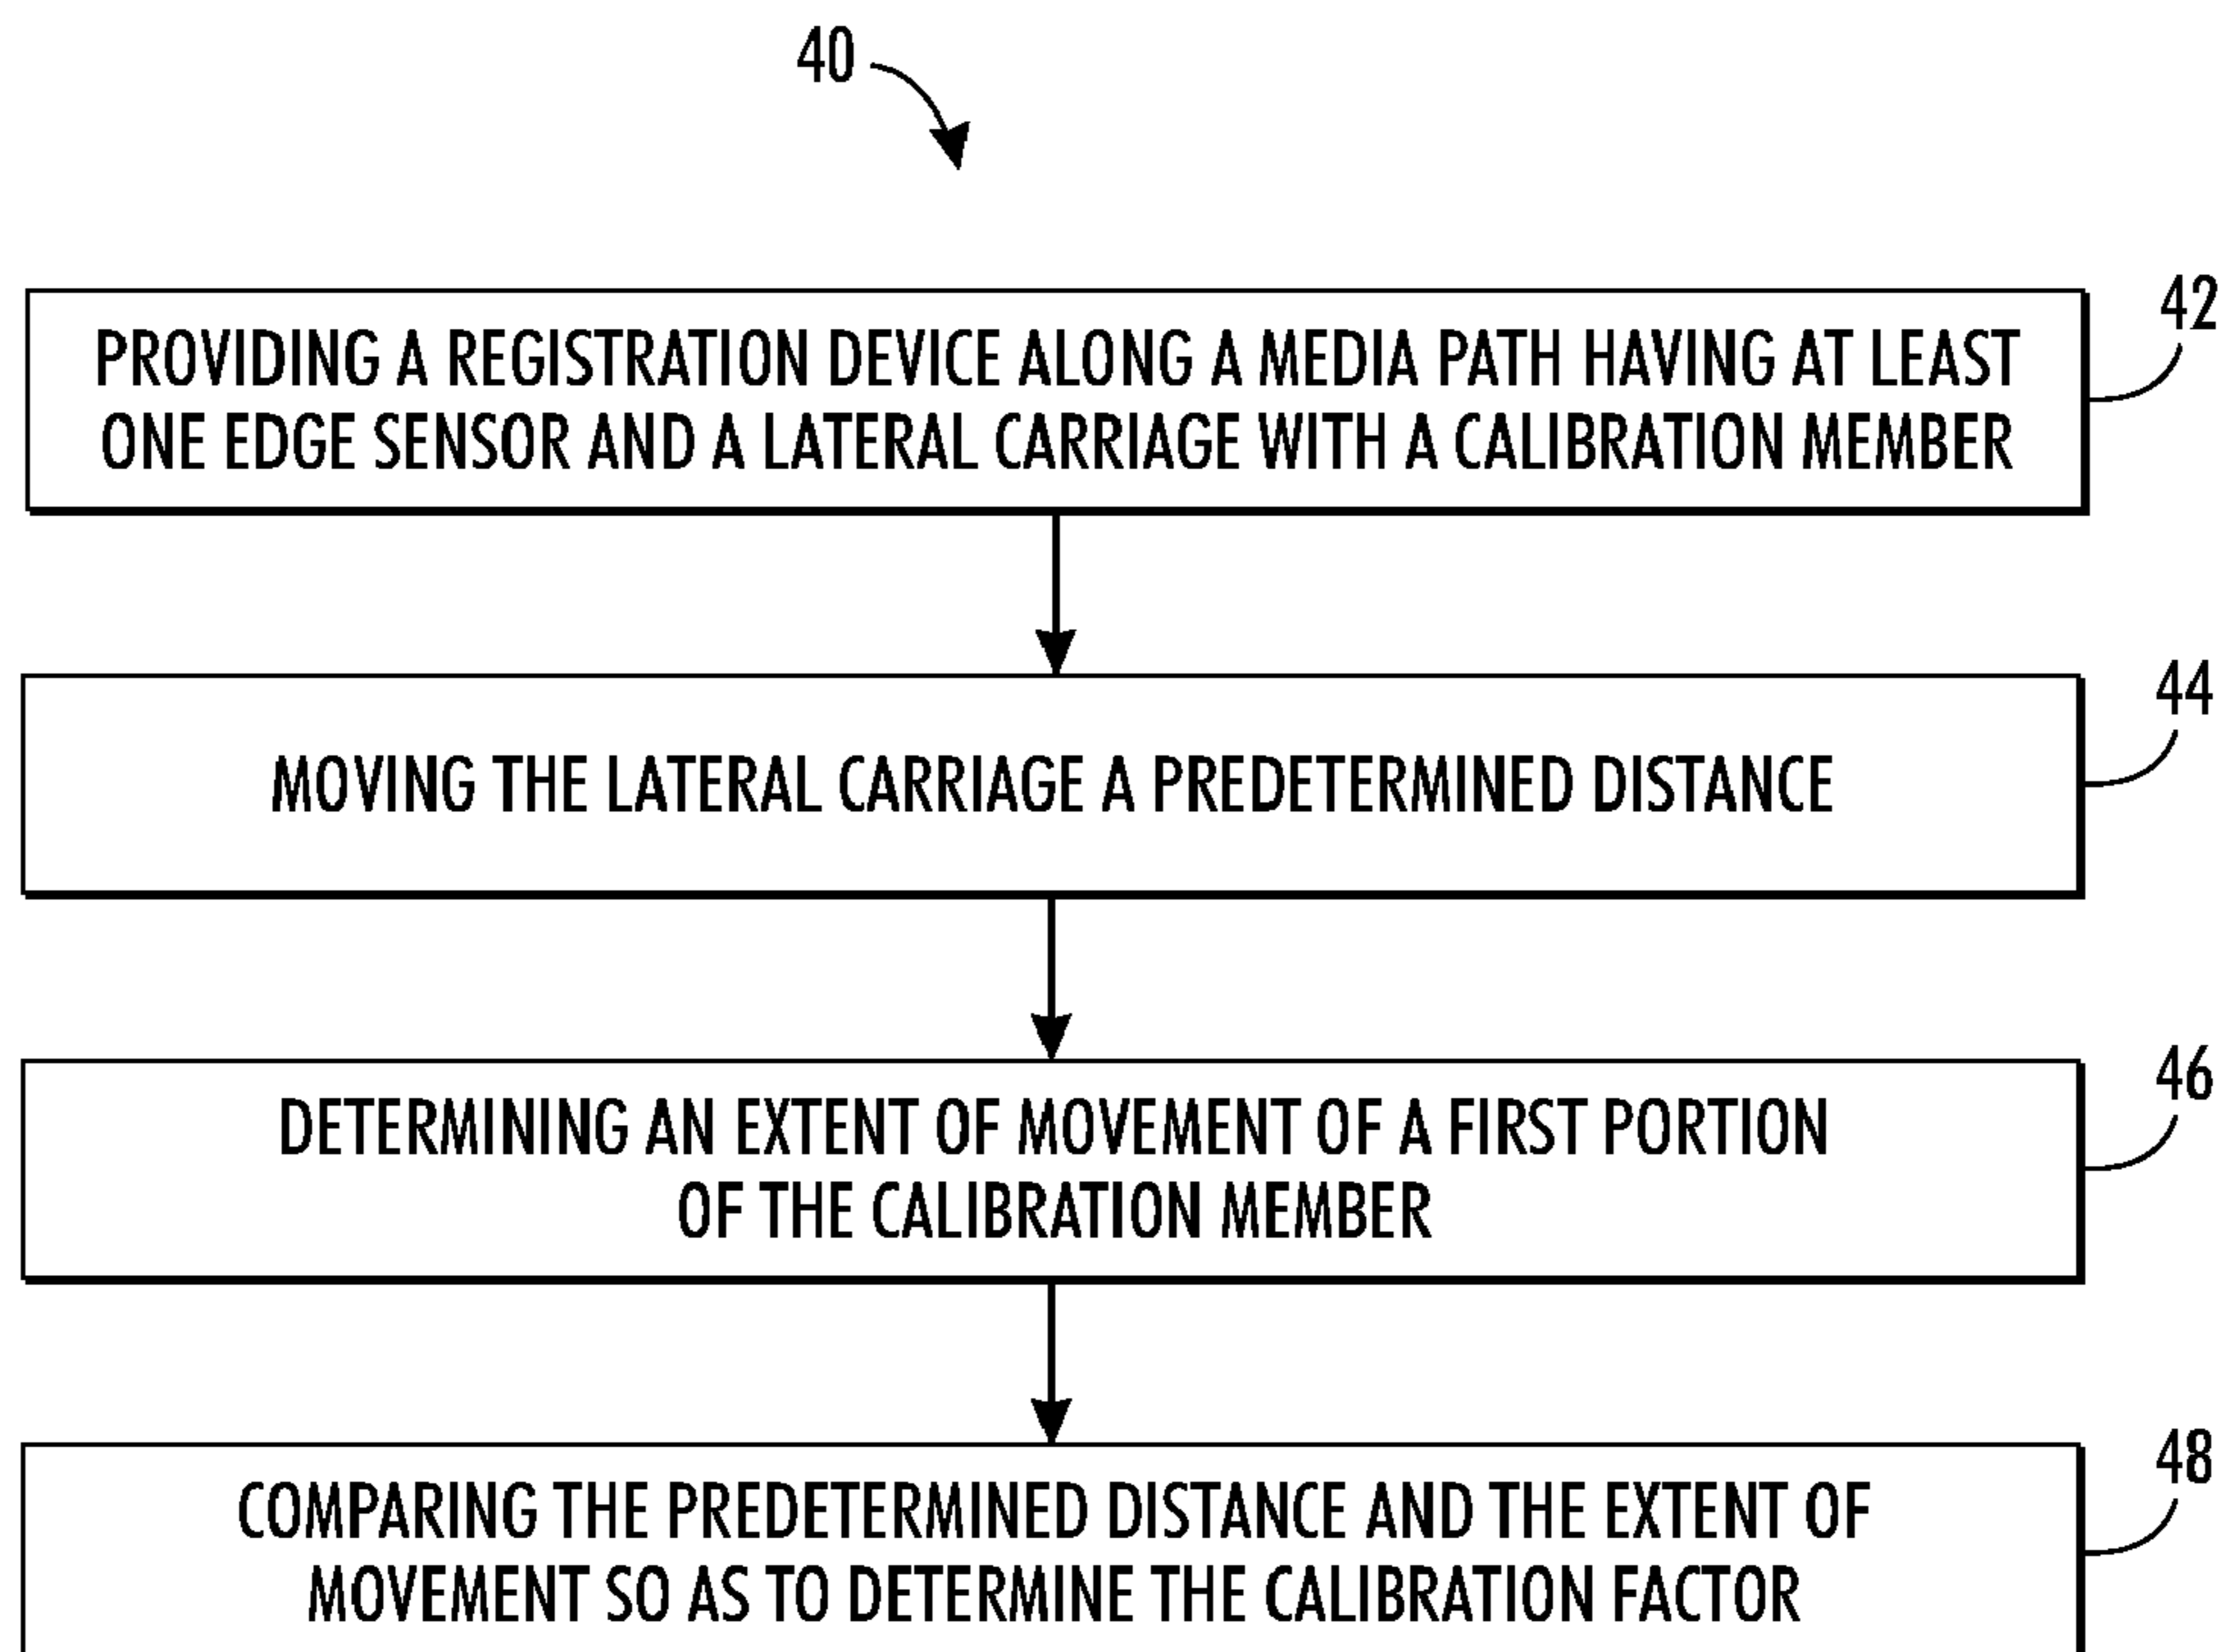 40
42
PROVIDING A REGISTRATION DEVICE ALONG A MEDIA PATH HAVING AT LEAST
ONE EDGE SENSOR AND A LATERAL CARRIAGE WITH A CALIBRATION MEMBER
44
MOVING THE LATERAL CARRIAGE A PREDETERMINED DISTANCE
46
DETERMINING AN EXTENT OF MOVEMENT OF A FIRST PORTION
OF THE CALIBRATION MEMBER
48
COMPARING THE PREDETERMINED DISTANCE AND THE EXTENT OF
MOVEMENT SO AS TO DETERMINE THE CALIBRATION FACTOR